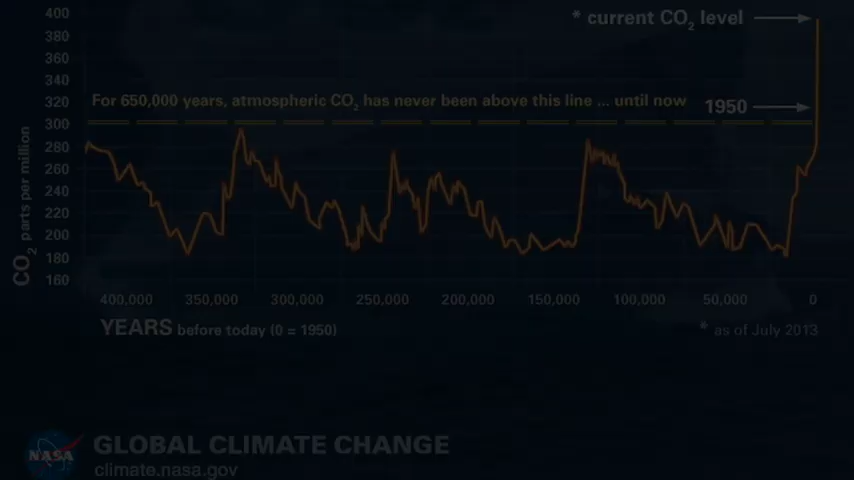 400
* current CO2 level
380
360
340
320
For 650,000 years, atmospheric CO2 has never been above this line ... until now
1950
300
280
260
240
220
200
180
160
CO2 parts per million
400,000 350,000 300,000 250,000 200,000 150,000 100,000 50,000 0
YEARS before today (0 = 1950)
* as of July 2013
NASA
GLOBAL CLIMATE CHANGE
climate.nasa.gov